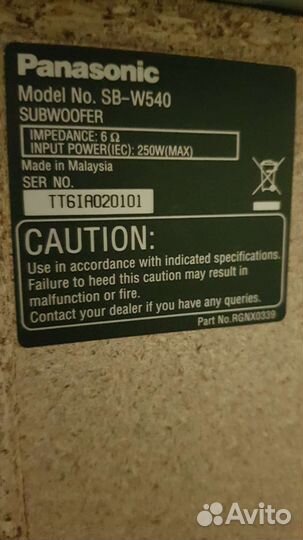 Panasonic
Model No. SB-W540
SUBWOOFER
IMPEDANCE: 6 Ω
INPUT POWER(IEC): 250W(MAX)
Made in Malaysia
SER NO.
TT6IA020101
CAUTION:
Use in accordance with indicated specifications.
Failure to heed this caution may result in
malfunction or fire.
Contact your dealer if you have any queries.
Part No.RGNX0339
Avito